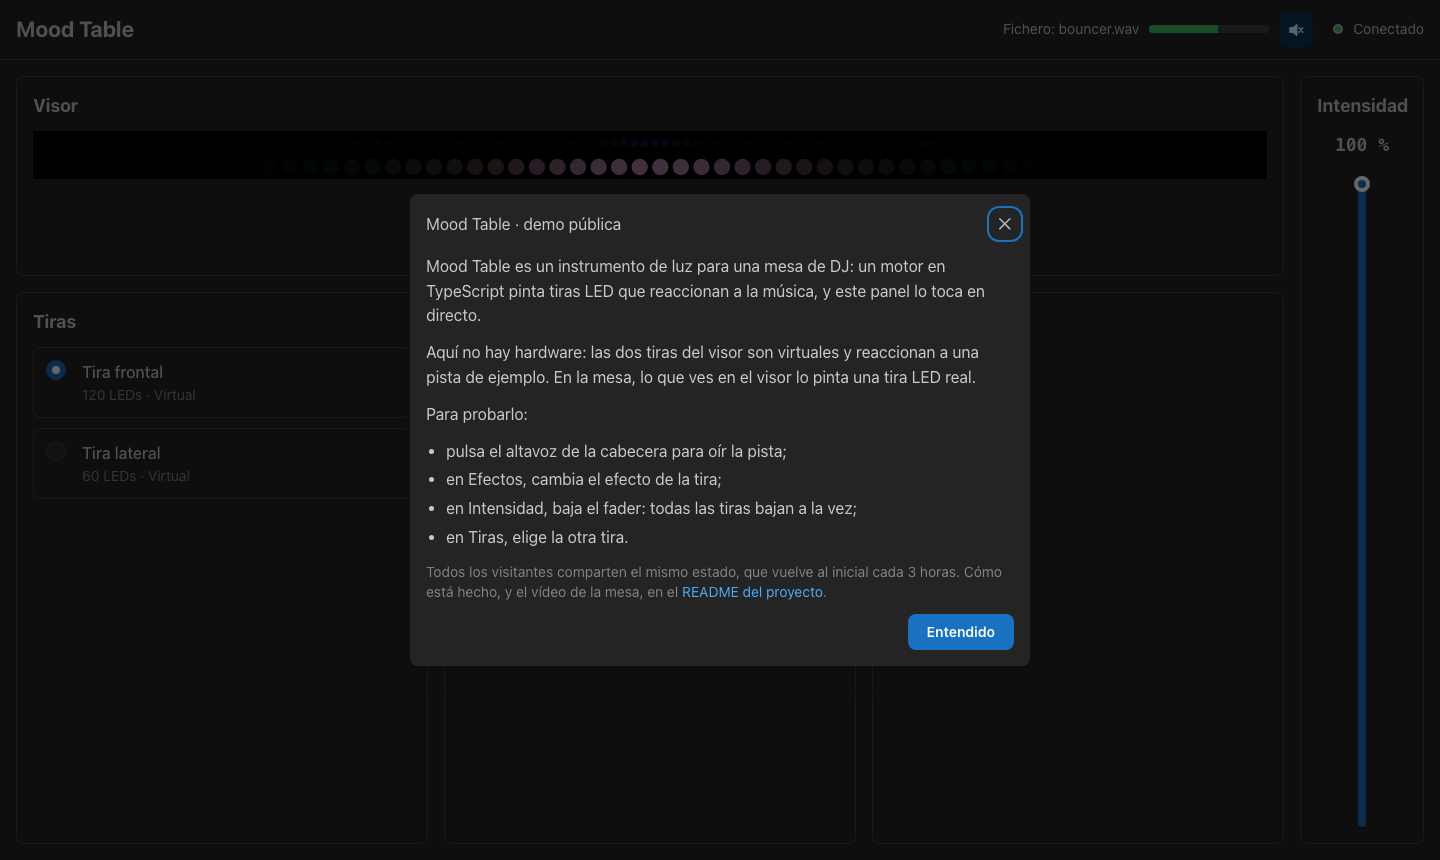 Mood Table
Fichero: bouncer.wav
Conectado
Visor
Intensidad
100 %
Mood Table · demo pública
Mood Table es un instrumento de luz para una mesa de DJ: un motor en
TypeScript pinta tiras LED que reaccionan a la música, y este panel lo toca en
directo.
Aquí no hay hardware: las dos tiras del visor son virtuales y reaccionan a una
pista de ejemplo. En la mesa, lo que ves en el visor lo pinta una tira LED real.
Para probarlo:
• pulsa el altavoz de la cabecera para oír la pista;
• en Efectos, cambia el efecto de la tira;
• en Intensidad, baja el fader: todas las tiras bajan a la vez;
• en Tiras, elige la otra tira.
Todos los visitantes comparten el mismo estado, que vuelve al inicial cada 3 horas. Cómo
está hecho, y el vídeo de la mesa, en el README del proyecto.
Entendido
Tiras
Tira frontal
120 LEDs · Virtual
Tira lateral
60 LEDs · Virtual